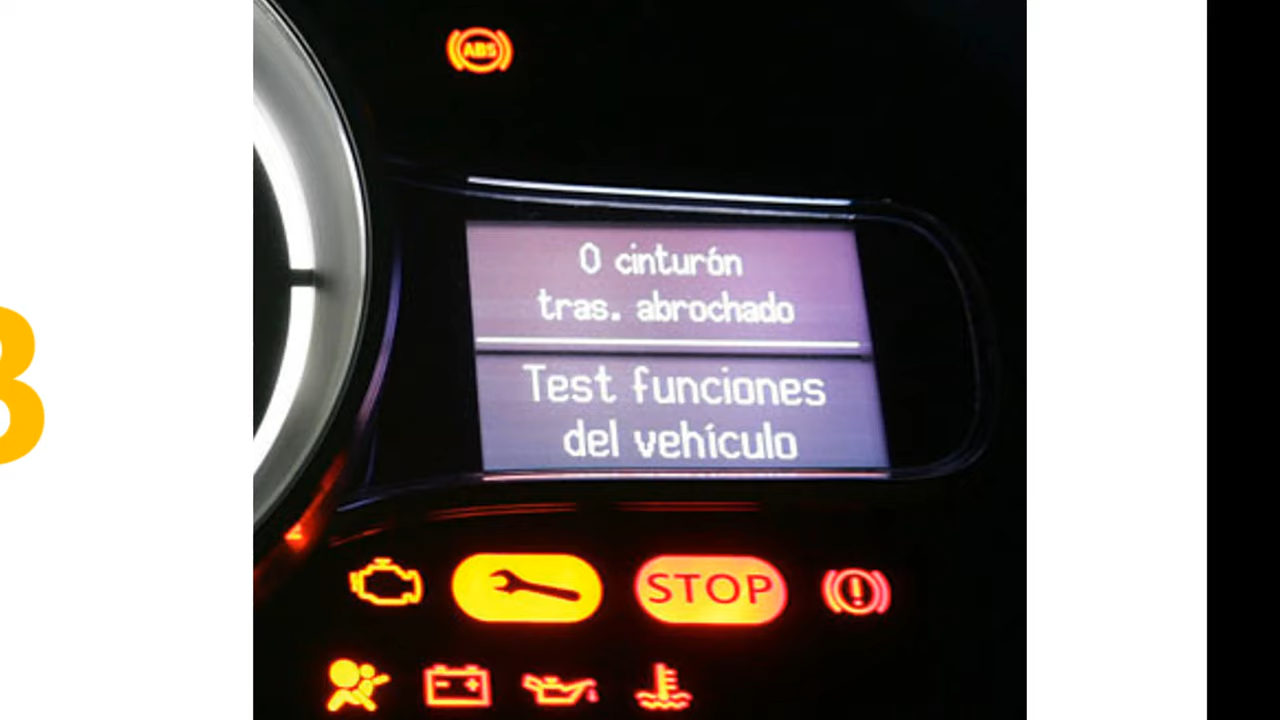 ABS
0 cinturón
tras. abrochado
Test funciones
del vehículo
STOP